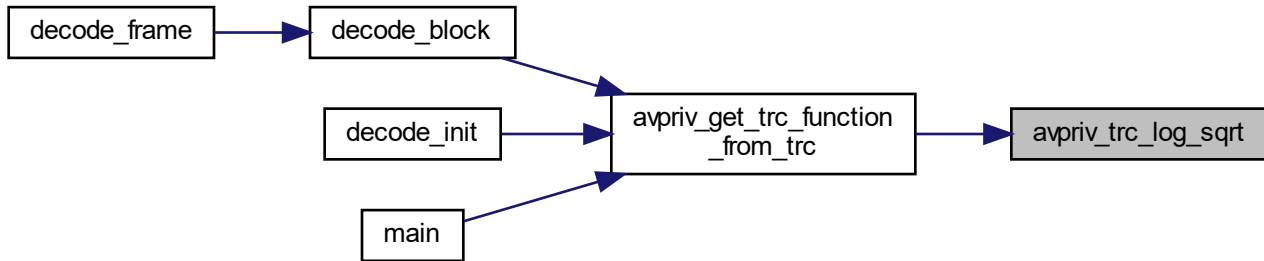 decode_frame
decode_block
decode_init
main
avpriv_get_trc_function
_from_trc
avpriv_trc_log_sqrt